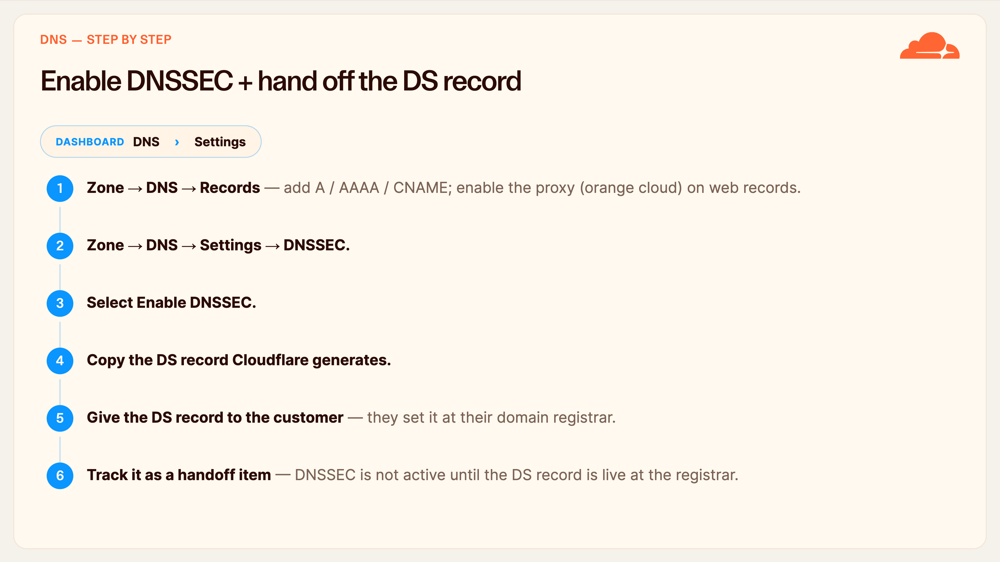 DNS — STEP BY STEP
Enable DNSSEC + hand off the DS record
DASHBOARD DNS › Settings
1 Zone → DNS → Records — add A / AAAA / CNAME; enable the proxy (orange cloud) on web records.
2 Zone → DNS → Settings → DNSSEC.
3 Select Enable DNSSEC.
4 Copy the DS record Cloudflare generates.
5 Give the DS record to the customer — they set it at their domain registrar.
6 Track it as a handoff item — DNSSEC is not active until the DS record is live at the registrar.